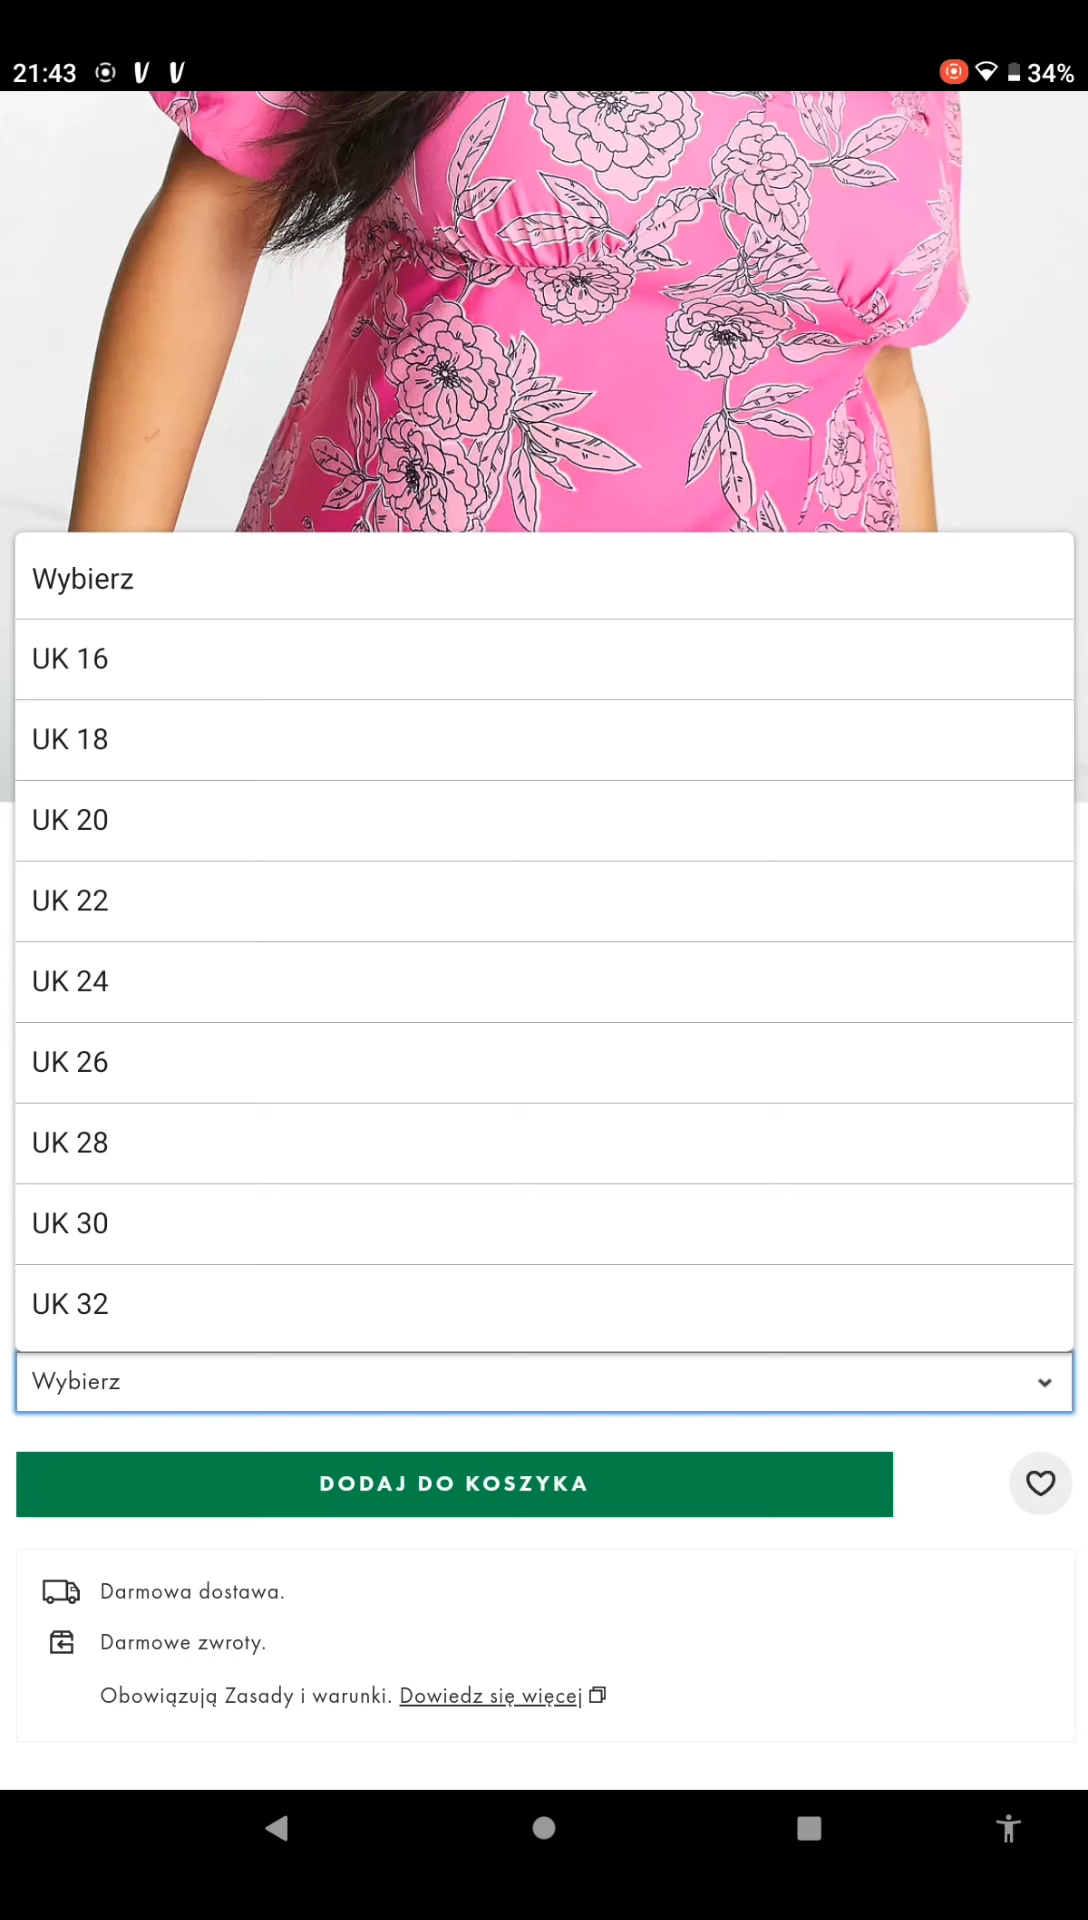 21:43
34%
Wybierz
UK 16
UK 18
UK 20
UK 22
UK 24
UK 26
UK 28
UK 30
UK 32
Wybierz
DODAJ DO KOSZYKA
Darmowa dostawa.
Darmowe zwroty.
Obowiązują Zasady i warunki. Dowiedz się więcej